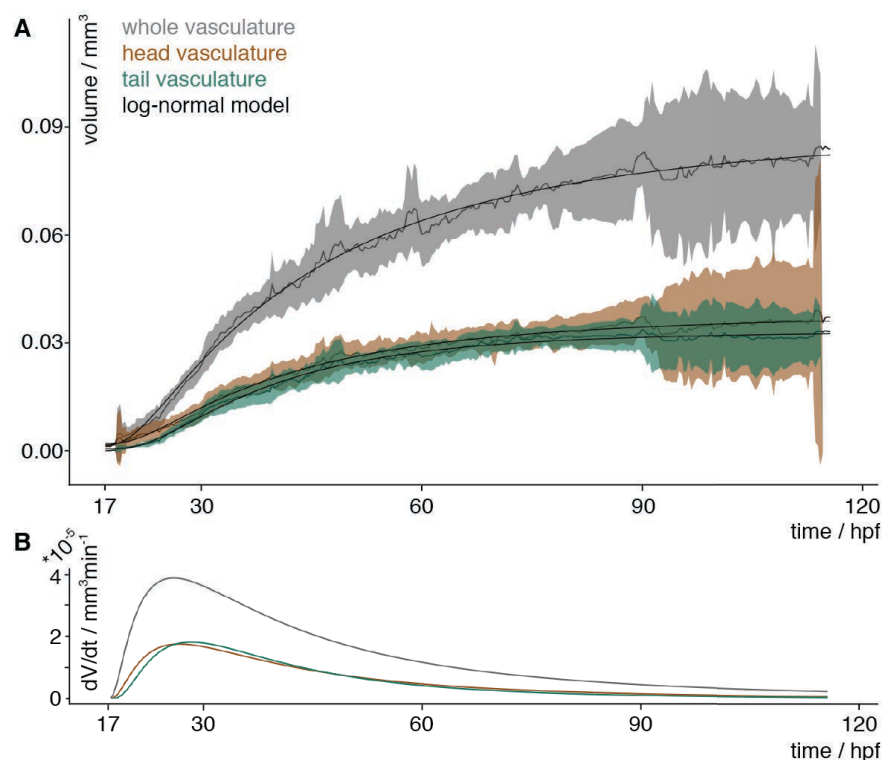 A
whole vasculature
head vasculature
tail vasculature
log-normal model
volume / mm³
0.09
0.06
0.03
0.00
17 30 60 90 120
time / hpf
B
*10⁻⁵
dV/dt / mm³min⁻¹
4
2
0
17 30 60 90 120
time / hpf